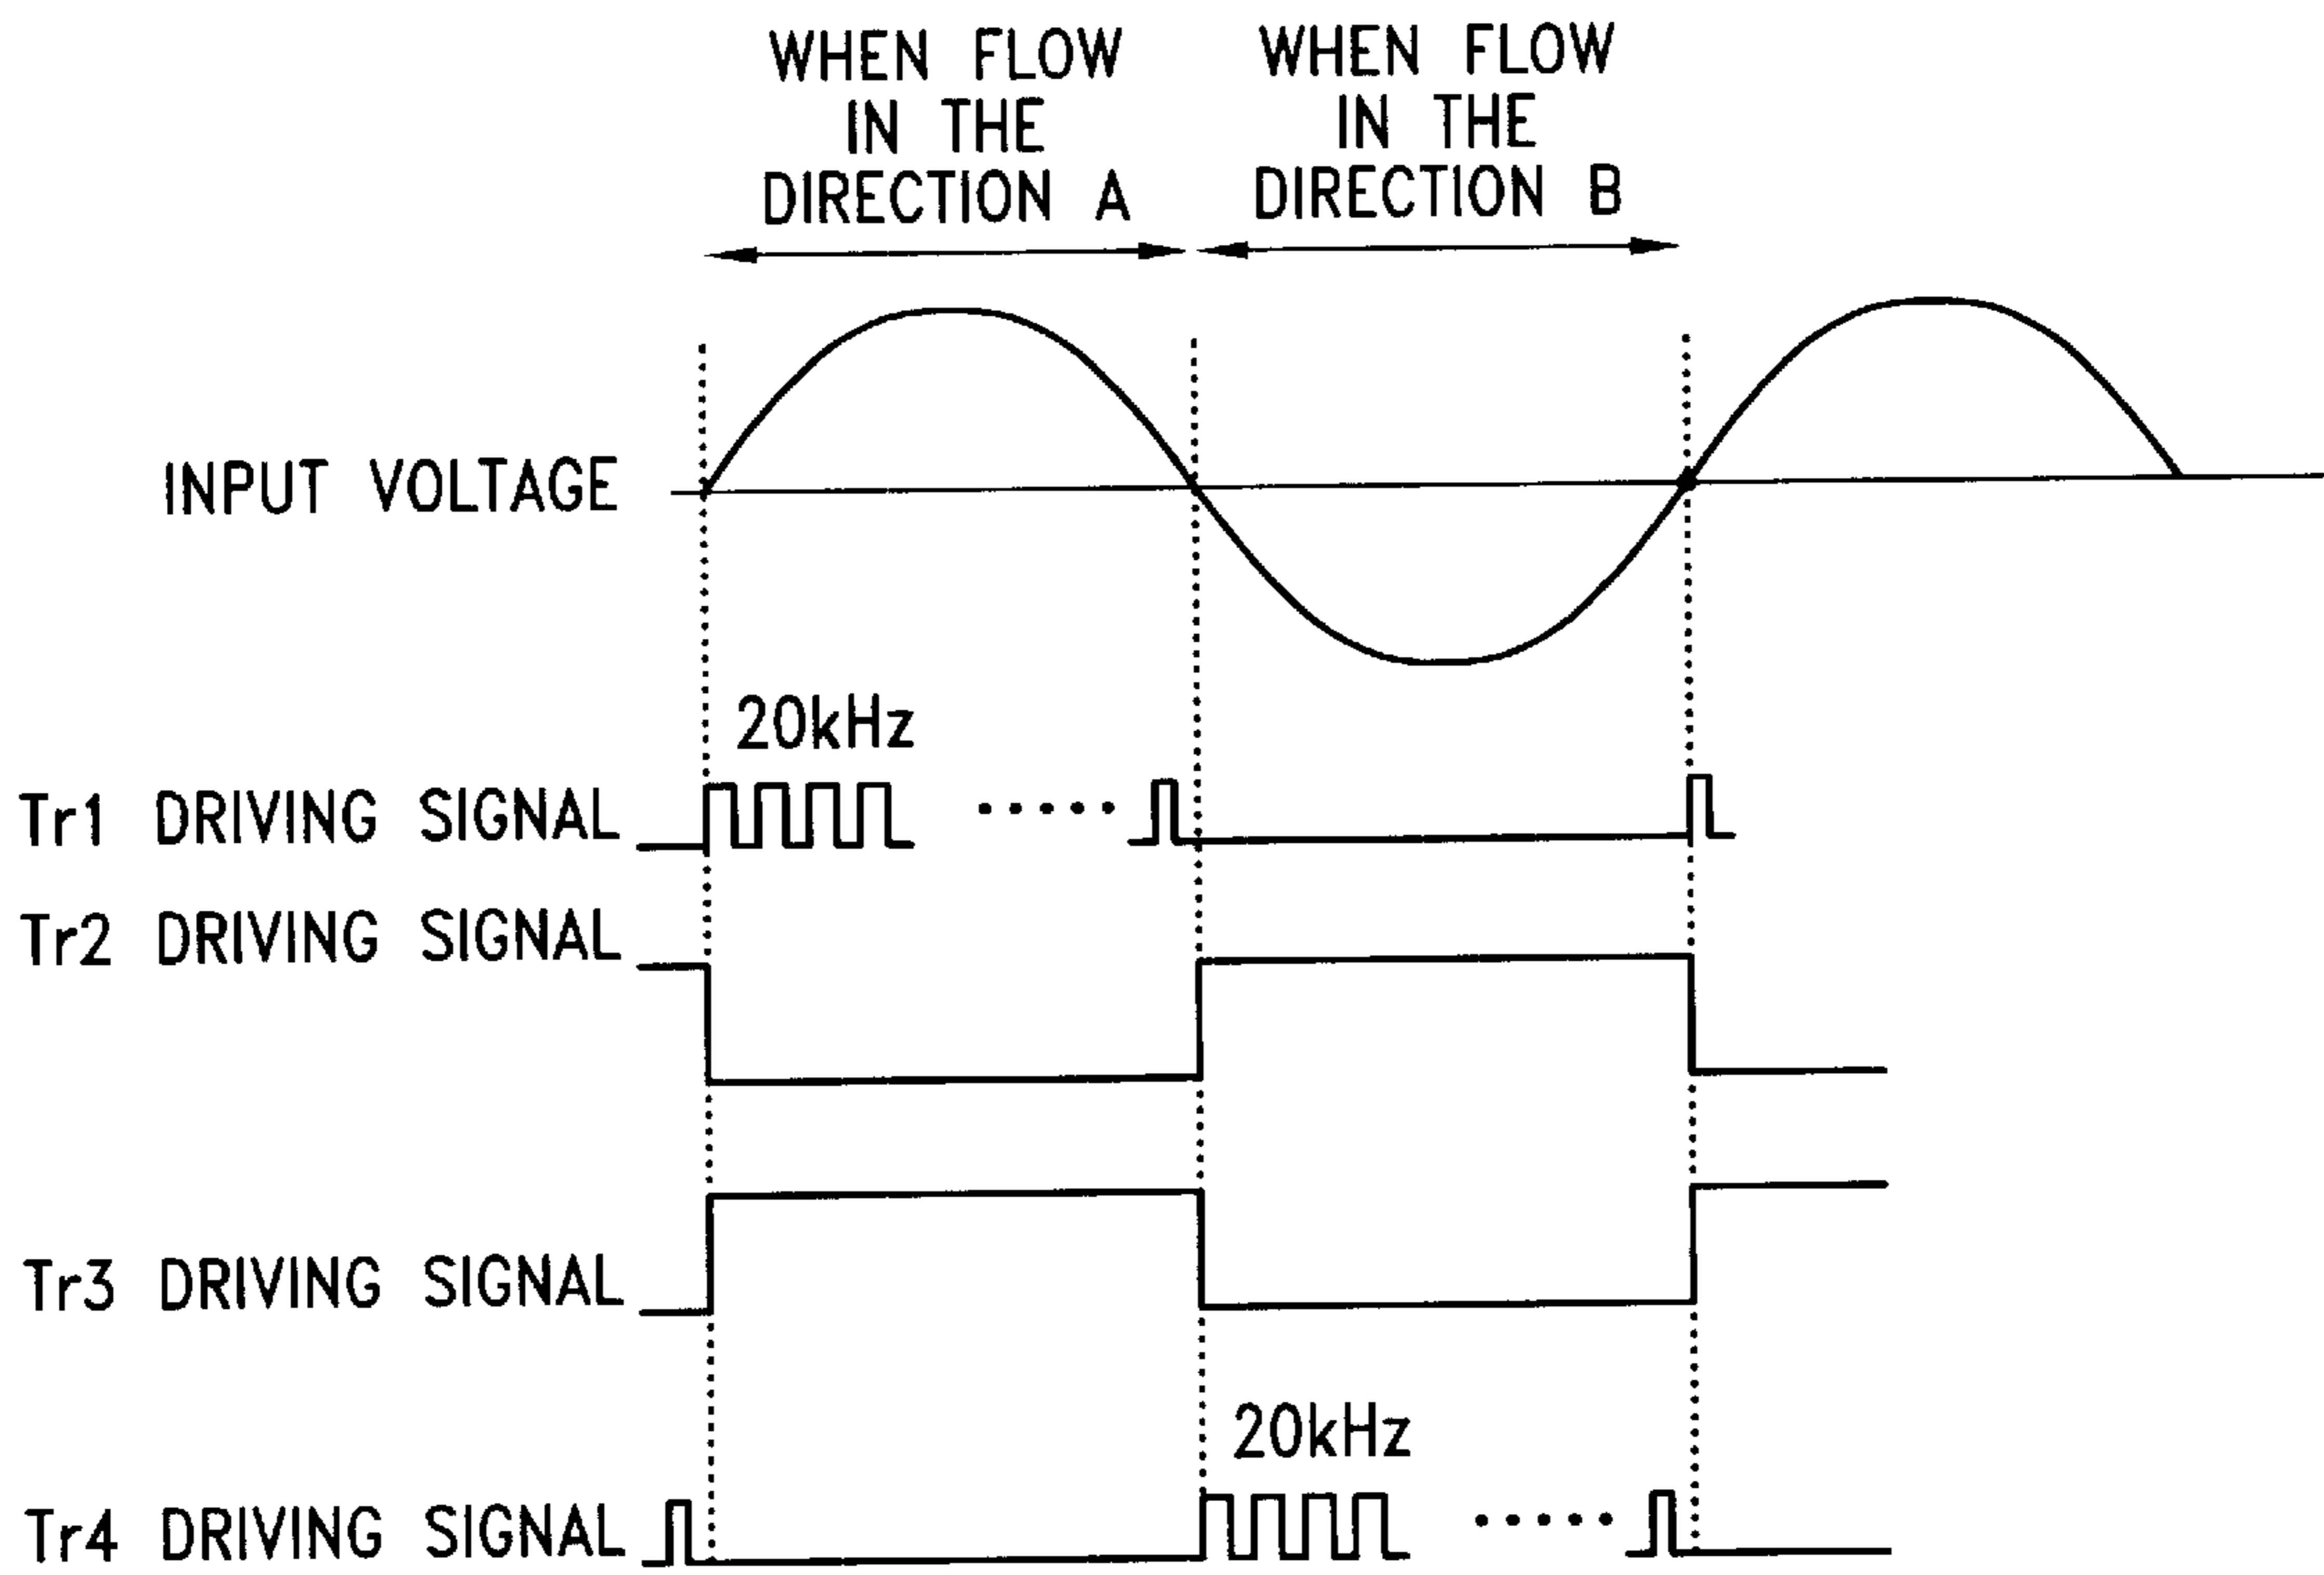 WHEN FLOW
IN THE
DIRECTION A
WHEN FLOW
IN THE
DIRECTION B
INPUT VOLTAGE
20kHz
Tr1 DRIVING SIGNAL
Tr2 DRIVING SIGNAL
Tr3 DRIVING SIGNAL
20kHz
Tr4 DRIVING SIGNAL